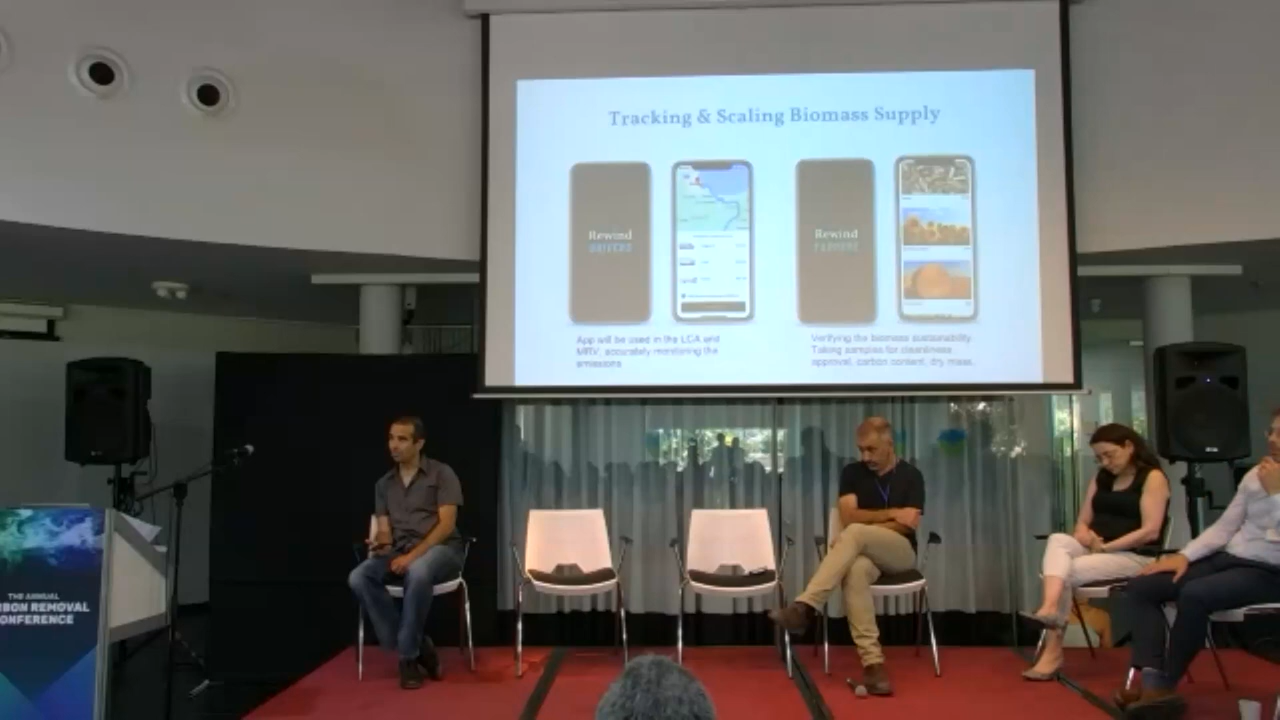 Tracking & Scaling Biomass Supply
Rewind
DRIVERS
Rewind
FARMERS
App will be used in the LCA and
MRV, accurately monitoring the
emissions
Verifying the biomass sustainability.
Taking samples for cleanliness
approval, carbon content, dry mass.
THE ANNUAL
RBON REMOVAL
ONFERENCE